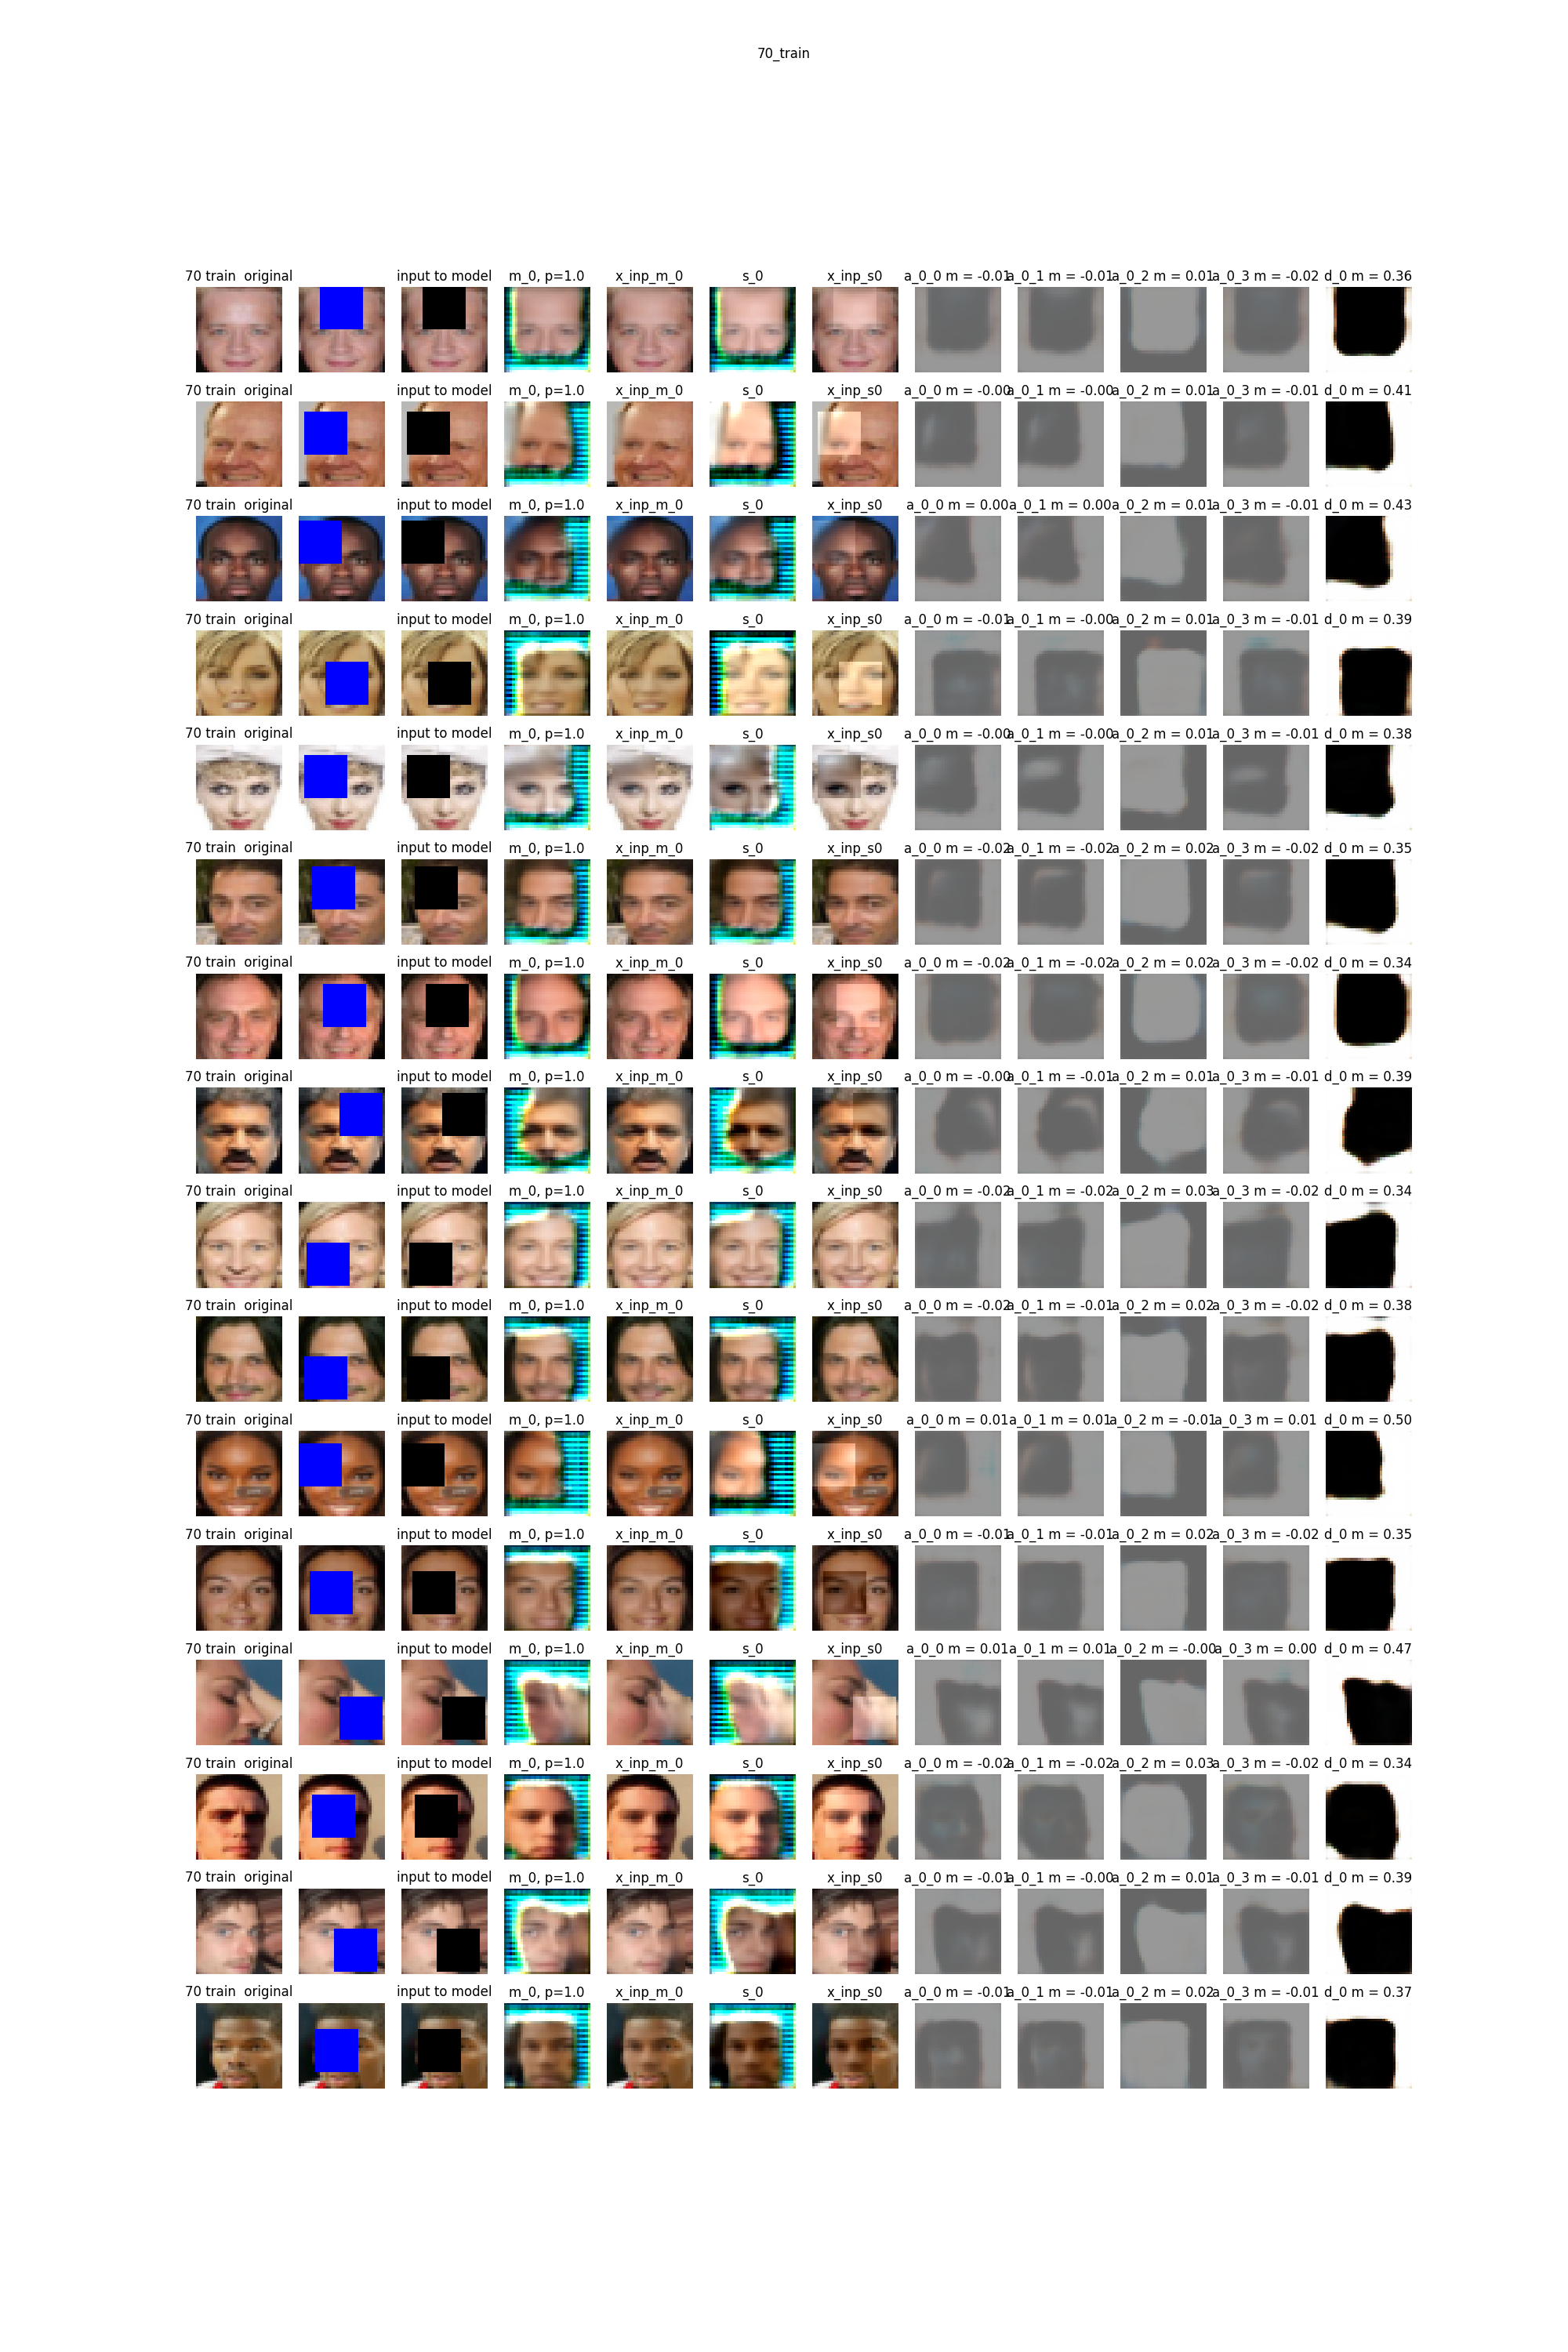 70_train
70 train original input to model m_0, p=1.0 x_inp_m_0 s_0 x_inp_s0 a_0_0 m = -0.01 a_0_1 m = -0.01 a_0_2 m = 0.01 a_0_3 m = -0.02 d_0 m = 0.36
70 train original input to model m_0, p=1.0 x_inp_m_0 s_0 x_inp_s0 a_0_0 m = -0.00 a_0_1 m = -0.00 a_0_2 m = 0.01 a_0_3 m = -0.01 d_0 m = 0.41
70 train original input to model m_0, p=1.0 x_inp_m_0 s_0 x_inp_s0 a_0_0 m = 0.00 a_0_1 m = 0.00 a_0_2 m = 0.01 a_0_3 m = -0.01 d_0 m = 0.43
70 train original input to model m_0, p=1.0 x_inp_m_0 s_0 x_inp_s0 a_0_0 m = -0.01 a_0_1 m = -0.00 a_0_2 m = 0.01 a_0_3 m = -0.01 d_0 m = 0.39
70 train original input to model m_0, p=1.0 x_inp_m_0 s_0 x_inp_s0 a_0_0 m = -0.00 a_0_1 m = -0.00 a_0_2 m = 0.01 a_0_3 m = -0.01 d_0 m = 0.38
70 train original input to model m_0, p=1.0 x_inp_m_0 s_0 x_inp_s0 a_0_0 m = -0.02 a_0_1 m = -0.02 a_0_2 m = 0.02 a_0_3 m = -0.02 d_0 m = 0.35
70 train original input to model m_0, p=1.0 x_inp_m_0 s_0 x_inp_s0 a_0_0 m = -0.02 a_0_1 m = -0.02 a_0_2 m = 0.02 a_0_3 m = -0.02 d_0 m = 0.34
70 train original input to model m_0, p=1.0 x_inp_m_0 s_0 x_inp_s0 a_0_0 m = -0.00 a_0_1 m = -0.01 a_0_2 m = 0.01 a_0_3 m = -0.01 d_0 m = 0.39
70 train original input to model m_0, p=1.0 x_inp_m_0 s_0 x_inp_s0 a_0_0 m = -0.02 a_0_1 m = -0.02 a_0_2 m = 0.03 a_0_3 m = -0.02 d_0 m = 0.34
70 train original input to model m_0, p=1.0 x_inp_m_0 s_0 x_inp_s0 a_0_0 m = -0.02 a_0_1 m = -0.01 a_0_2 m = 0.02 a_0_3 m = -0.02 d_0 m = 0.38
70 train original input to model m_0, p=1.0 x_inp_m_0 s_0 x_inp_s0 a_0_0 m = 0.01 a_0_1 m = 0.01 a_0_2 m = -0.01 a_0_3 m = 0.01 d_0 m = 0.50
70 train original input to model m_0, p=1.0 x_inp_m_0 s_0 x_inp_s0 a_0_0 m = -0.01 a_0_1 m = -0.01 a_0_2 m = 0.02 a_0_3 m = -0.02 d_0 m = 0.35
70 train original input to model m_0, p=1.0 x_inp_m_0 s_0 x_inp_s0 a_0_0 m = 0.01 a_0_1 m = 0.01 a_0_2 m = -0.00 a_0_3 m = 0.00 d_0 m = 0.47
70 train original input to model m_0, p=1.0 x_inp_m_0 s_0 x_inp_s0 a_0_0 m = -0.02 a_0_1 m = -0.02 a_0_2 m = 0.03 a_0_3 m = -0.02 d_0 m = 0.34
70 train original input to model m_0, p=1.0 x_inp_m_0 s_0 x_inp_s0 a_0_0 m = -0.01 a_0_1 m = -0.00 a_0_2 m = 0.01 a_0_3 m = -0.01 d_0 m = 0.39
70 train original input to model m_0, p=1.0 x_inp_m_0 s_0 x_inp_s0 a_0_0 m = -0.01 a_0_1 m = -0.01 a_0_2 m = 0.02 a_0_3 m = -0.01 d_0 m = 0.37